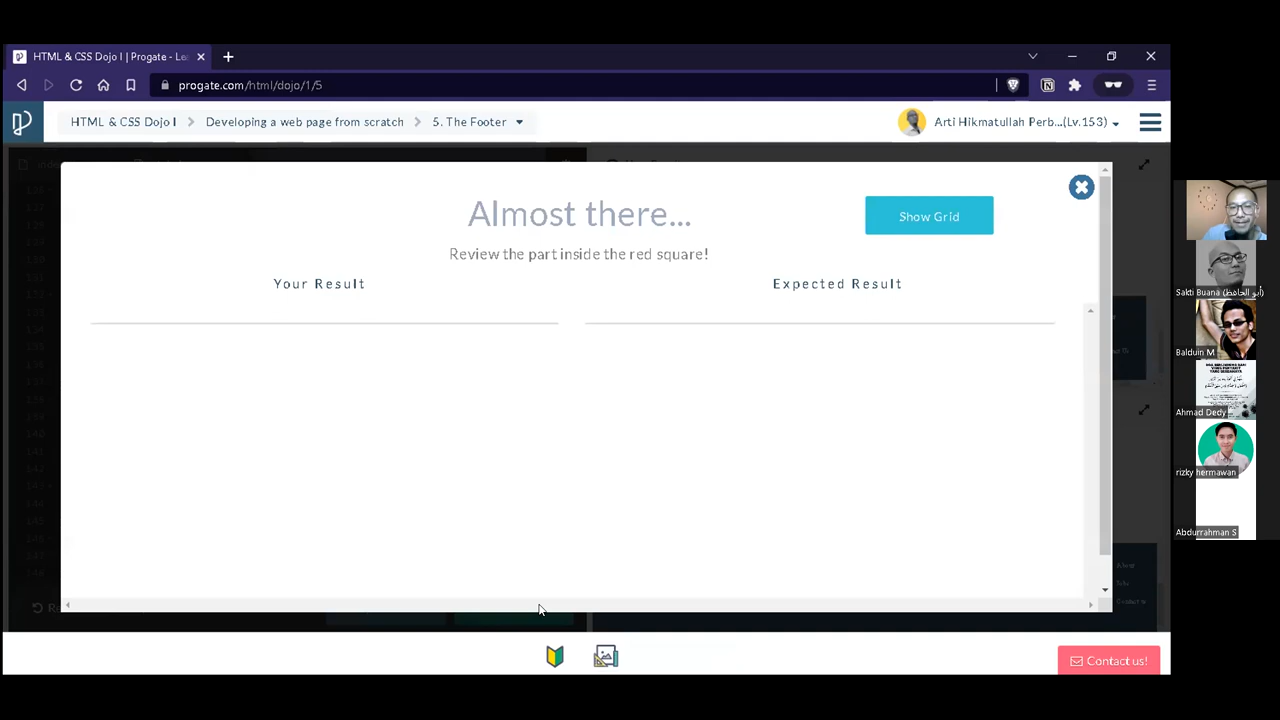 HTML & CSS Dojo I | Progate - Le
progate.com/html/dojo/1/5
HTML & CSS Dojo I
Developing a web page from scratch
5. The Footer
Arti Hikmatullah Perb...(Lv.153)
Almost there...
Show Grid
Review the part inside the red square!
Your Result
Expected Result
Contact us!
Sakti Buana (أبو الحافظ)
Balduin M
Ahmad Dedy
rizky hermawan
Abdurrahman S